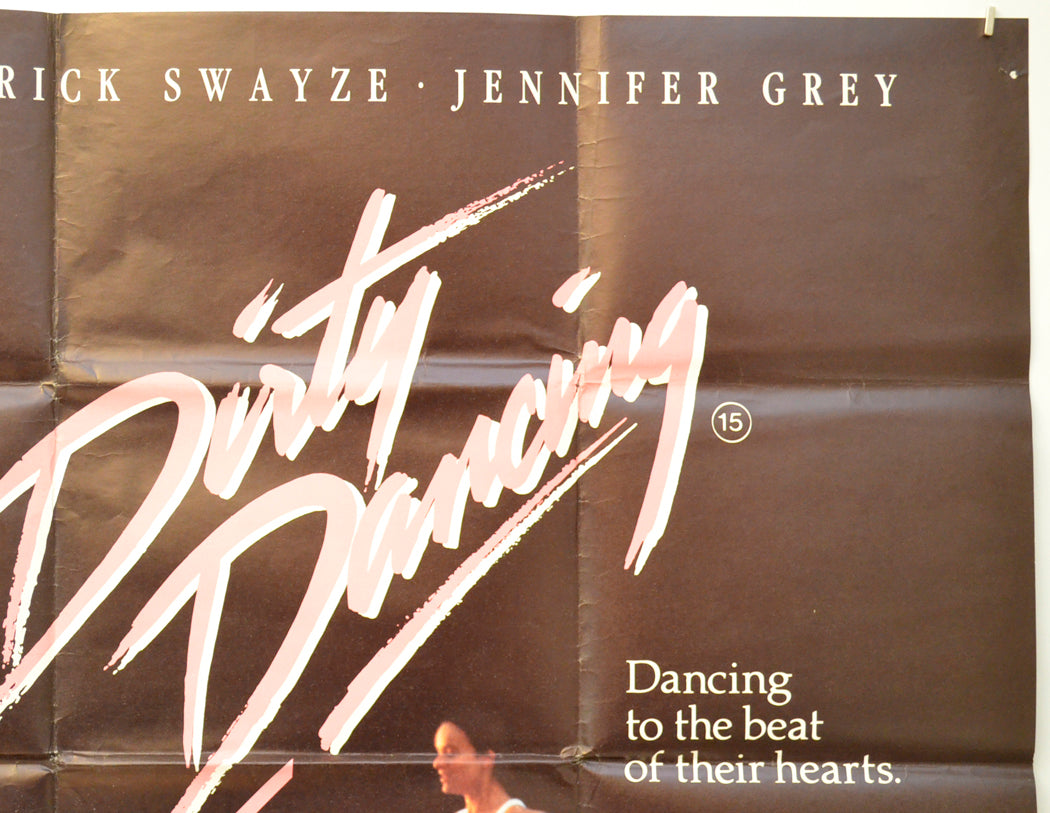 RICK SWAYZE · JENNIFER GREY
Dirty
Dancing
15
Dancing
to the beat
of their hearts.